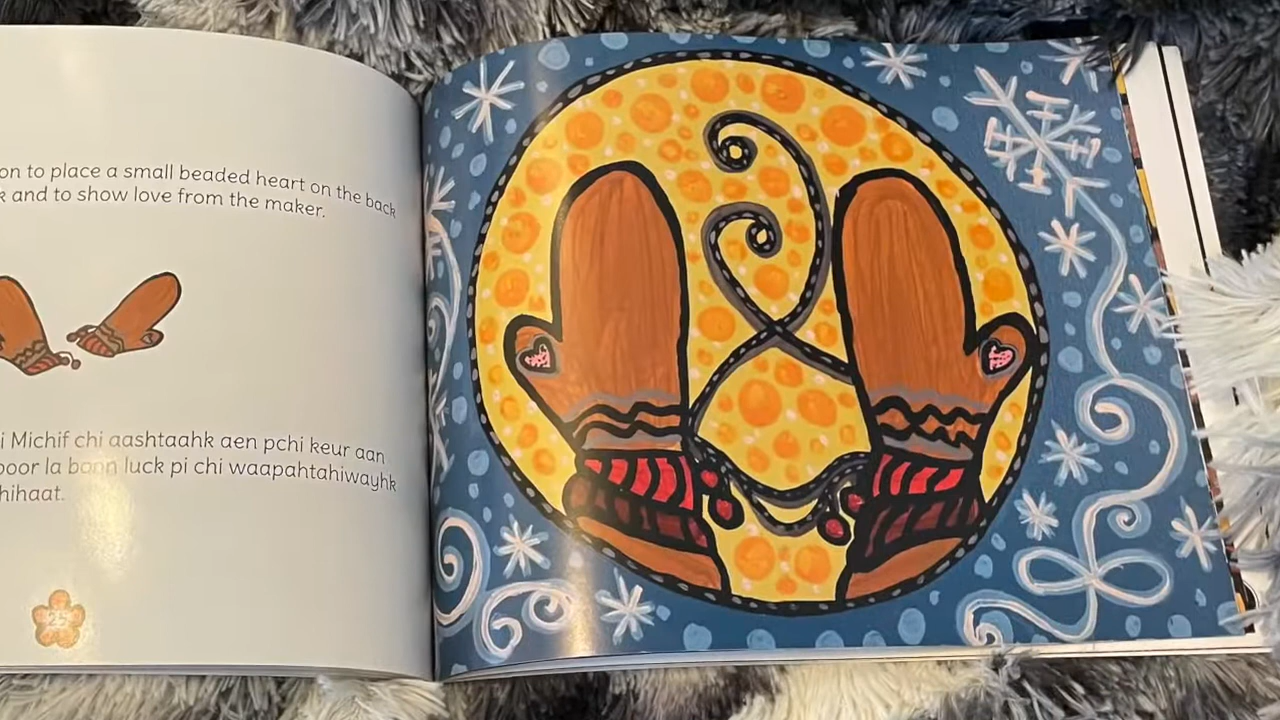 on to place a small beaded heart on the back
k and to show love from the maker.
i Michif chi aashtaahk aen pchi keur aan
poor la bonn luck pi chi waapahtahiwayhk
hihaat.
25